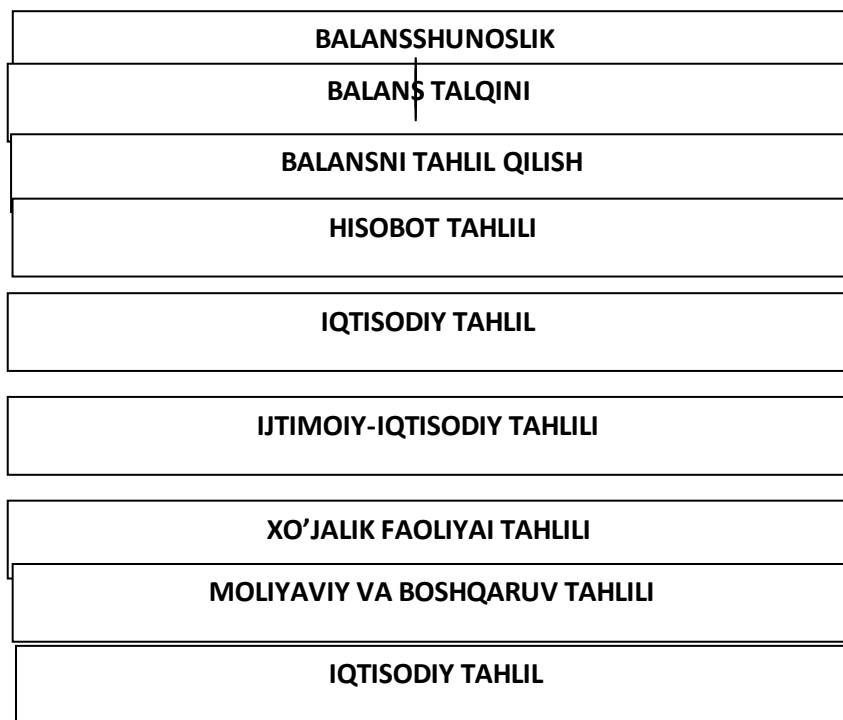 BALANSSHUNOSLIK
BALANS TALQINI
BALANSNI TAHLIL QILISH
HISOBOT TAHLILI
IQTISODIY TAHLIL
IJTIMOIY-IQTISODIY TAHLILI
XO’JALIK FAOLIYAI TAHLILI
MOLIYAVIY VA BOSHQARUV TAHLILI
IQTISODIY TAHLIL